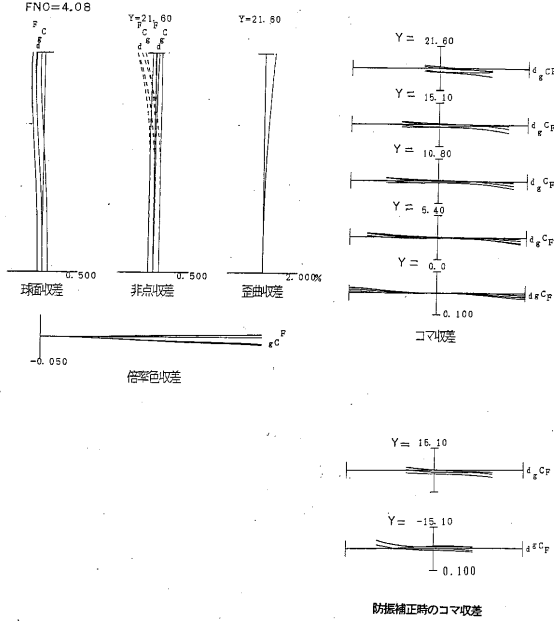 FNO=4.08
F
C
g
d
0.500
球面収差
Y=21.60
F
C
g
d
0.500
非点収差
Y=21.60
2.000%
歪曲収差
F
g C
-0.050
倍率色収差
Y= 21.60
d g C F
Y= 15.10
d g C F
Y= 10.80
d g C F
Y= 5.40
d g C F
Y= 0.0
d g C F
0.100
コマ収差
Y= 15.10
d g C F
Y= -15.10
d g C F
0.100
防振補正時のコマ収差